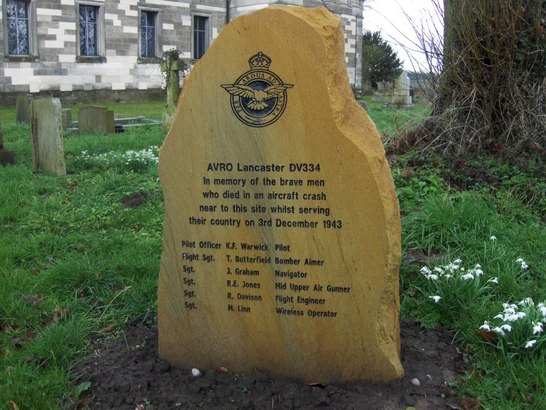 AVRO Lancaster DV334
In memory of the brave men
who died in an aircraft crash
near to this site whilst serving
their country on 3rd December 1943
Pilot Officer K.F. Warwick Pilot
Flight Sgt. T. Butterfield Bomber Aimer
Sgt. J. Graham Navigator
Sgt. R.E. Jones Mid Upper Air Gunner
Sgt. R. Davison Flight Engineer
Sgt. M. Linn Wireless Operator